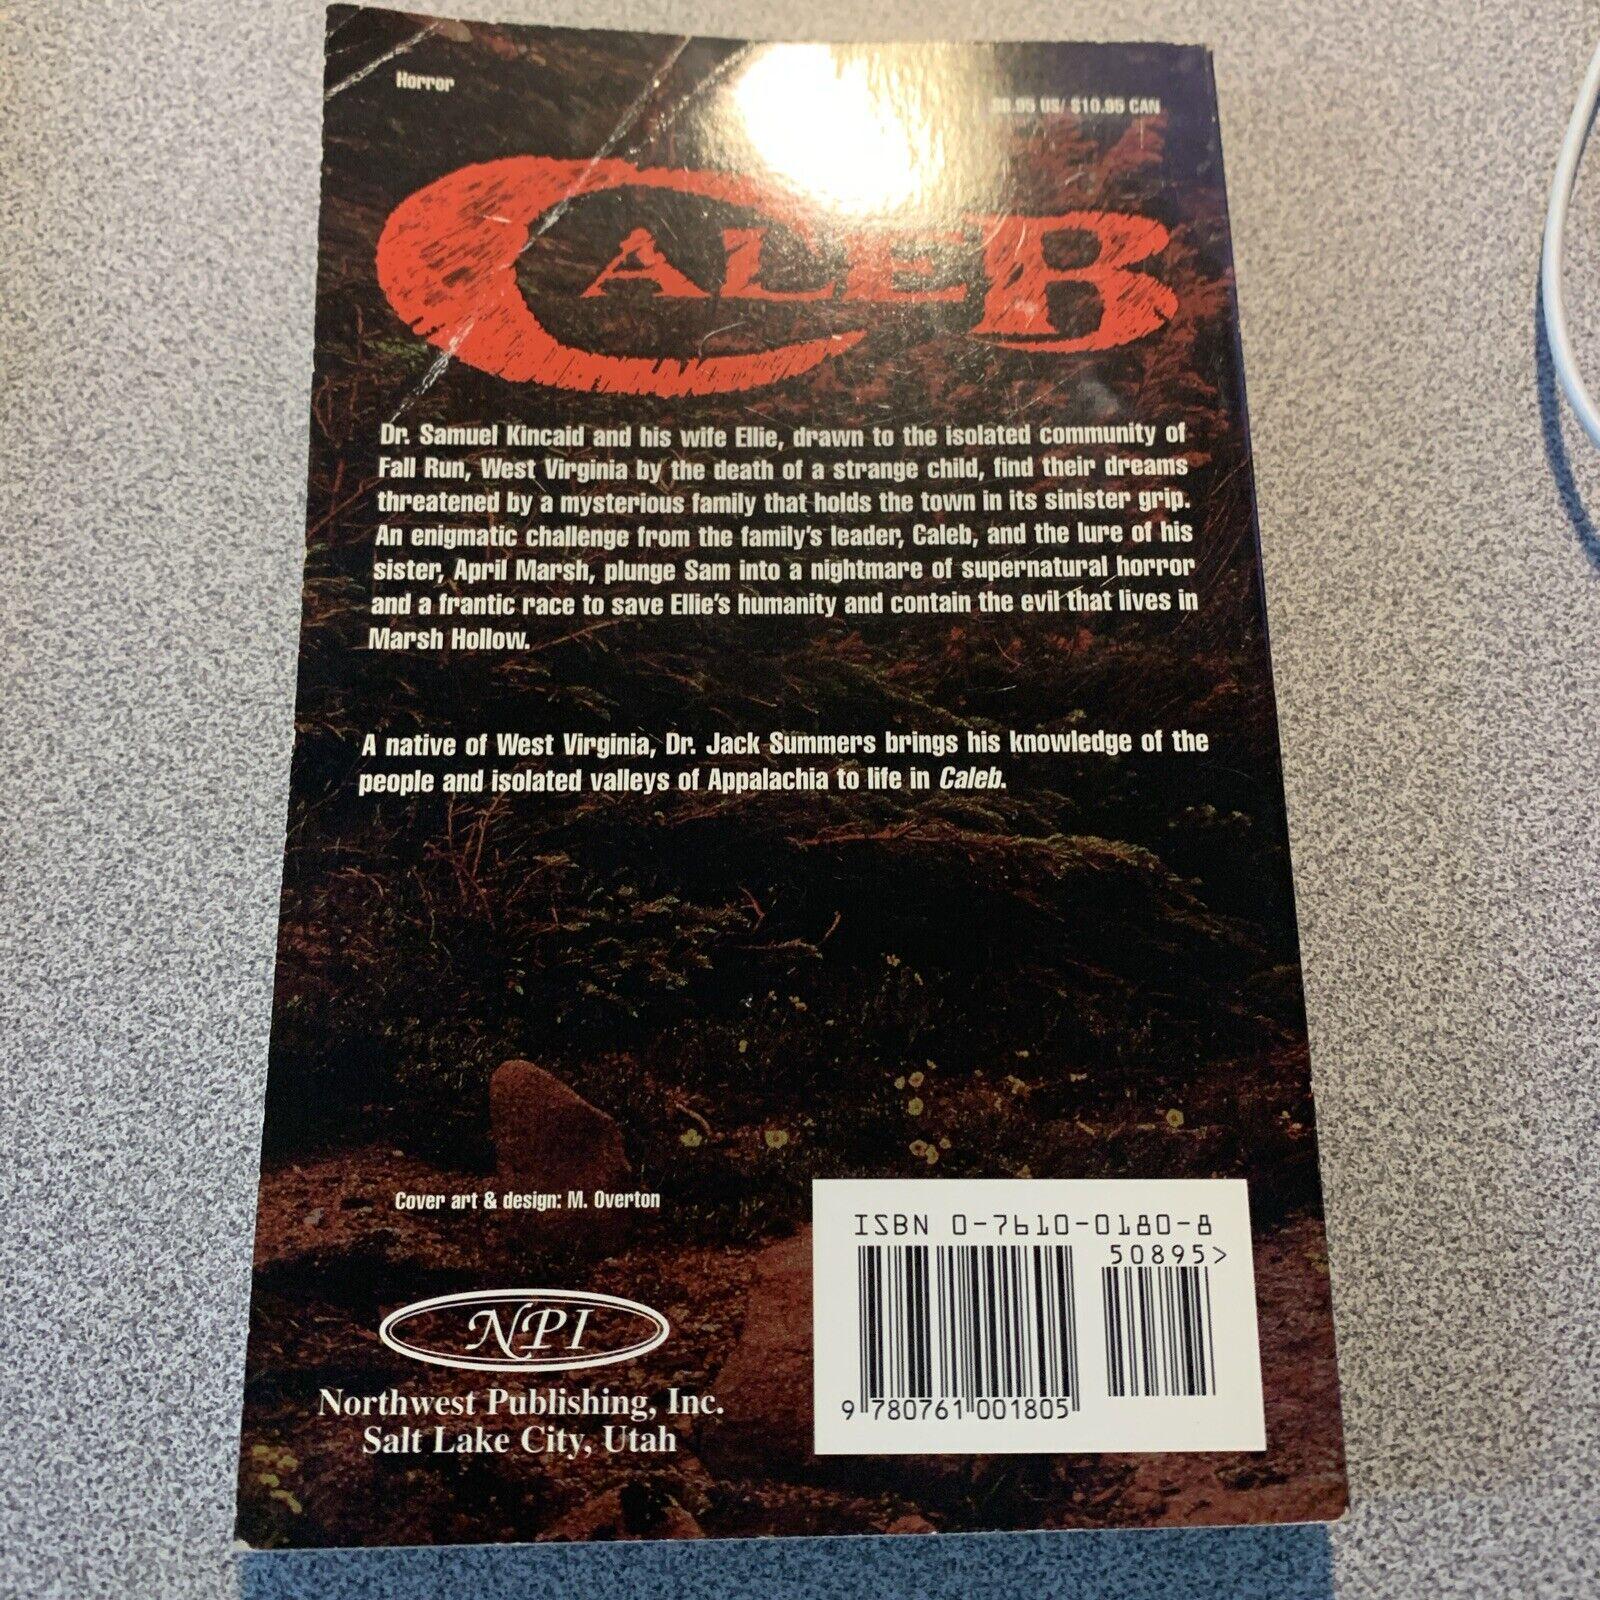 Horror
$8.95 US/ $10.95 CAN
CALEB
Dr. Samuel Kincaid and his wife Ellie, drawn to the isolated community of
Fall Run, West Virginia by the death of a strange child, find their dreams
threatened by a mysterious family that holds the town in its sinister grip.
An enigmatic challenge from the family's leader, Caleb, and the lure of his
sister, April Marsh, plunge Sam into a nightmare of supernatural horror
and a frantic race to save Ellie's humanity and contain the evil that lives in
Marsh Hollow.
A native of West Virginia, Dr. Jack Summers brings his knowledge of the
people and isolated valleys of Appalachia to life in Caleb.
Cover art & design: M. Overton
NPI
Northwest Publishing, Inc.
Salt Lake City, Utah
ISBN 0-7610-0180-8
50895>
9 780761 001805